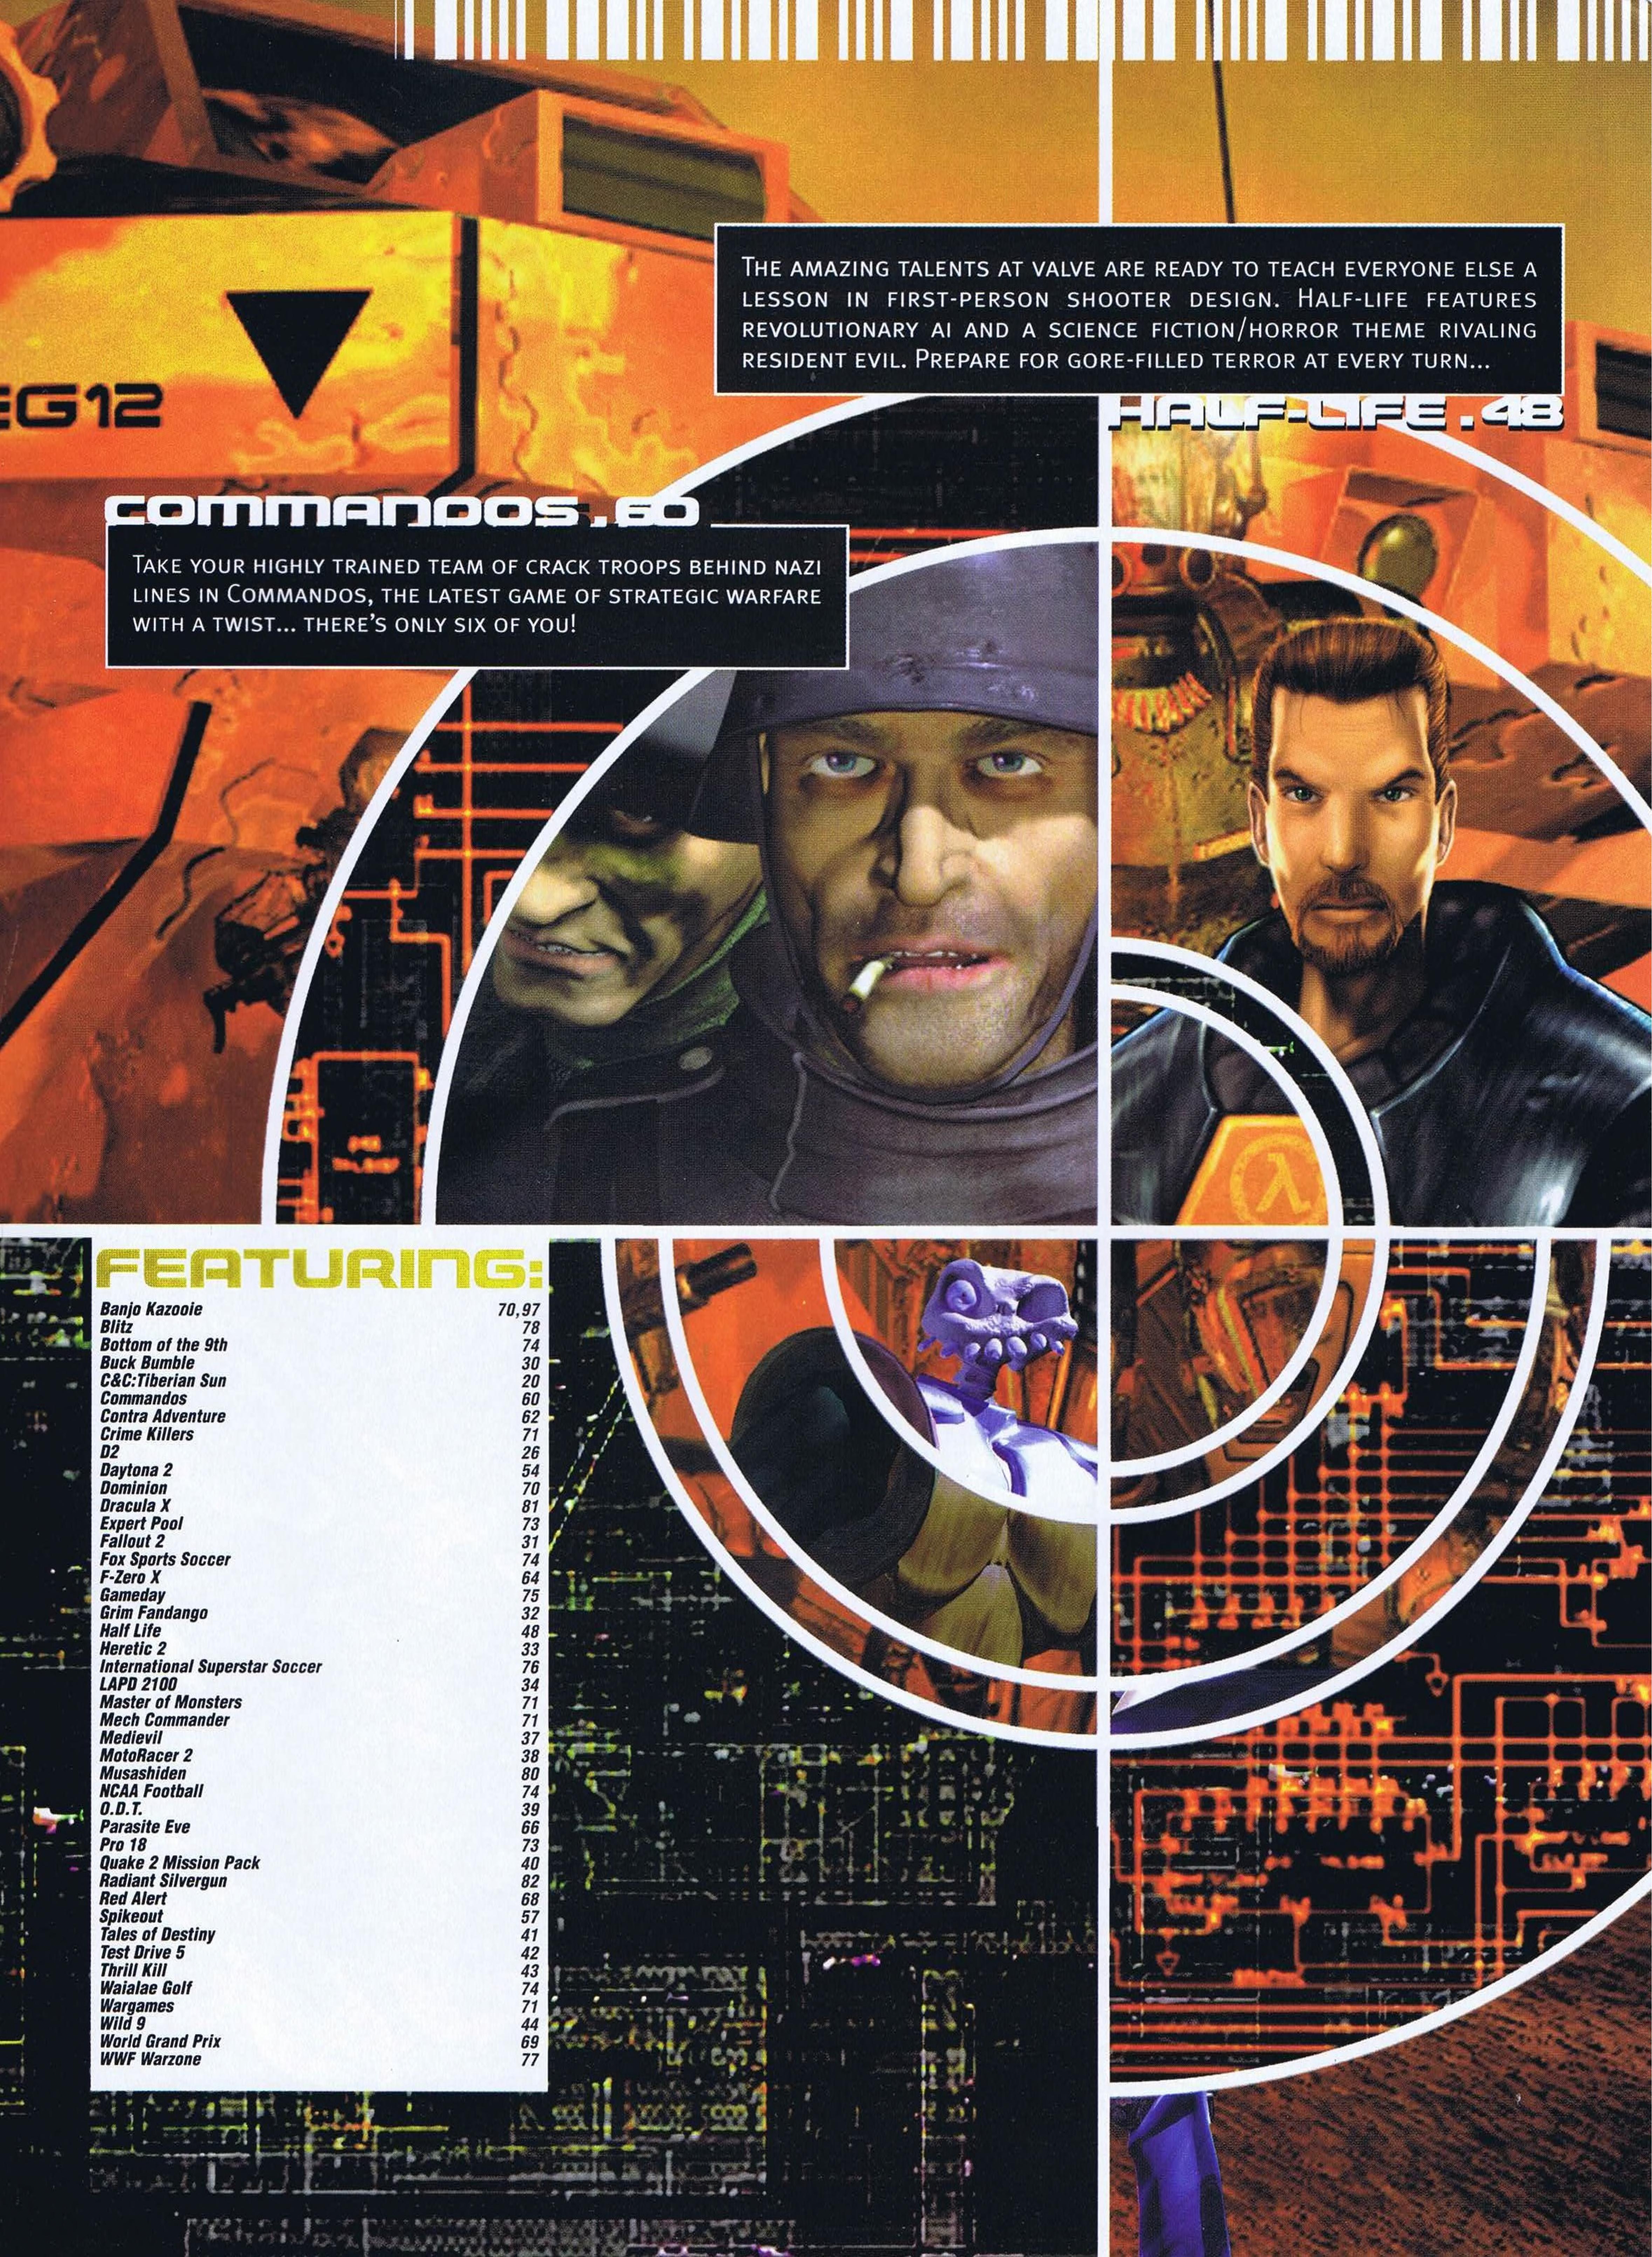 THE AMAZING TALENTS AT VALVE ARE READY TO TEACH EVERYONE ELSE A
LESSON IN FIRST-PERSON SHOOTER DESIGN. HALF-LIFE FEATURES
REVOLUTIONARY AI AND A SCIENCE FICTION/HORROR THEME RIVALING
RESIDENT EVIL. PREPARE FOR GORE-FILLED TERROR AT EVERY TURN...
HALF-LIFE .48
EG12
COMMANDOS.60
TAKE YOUR HIGHLY TRAINED TEAM OF CRACK TROOPS BEHIND NAZI
LINES IN COMMANDOS, THE LATEST GAME OF STRATEGIC WARFARE
WITH A TWIST... THERE'S ONLY SIX OF YOU!
λ
FEATURING:
Banjo Kazooie 70,97
Blitz 78
Bottom of the 9th 74
Buck Bumble 30
C&C:Tiberian Sun 20
Commandos 60
Contra Adventure 62
Crime Killers 71
D2 26
Daytona 2 54
Dominion 70
Dracula X 81
Expert Pool 73
Fallout 2 31
Fox Sports Soccer 74
F-Zero X 64
Gameday 75
Grim Fandango 32
Half Life 48
Heretic 2 33
International Superstar Soccer 76
LAPD 2100 34
Master of Monsters 71
Mech Commander 71
Medievil 37
MotoRacer 2 38
Musashiden 80
NCAA Football 74
O.D.T. 39
Parasite Eve 66
Pro 18 73
Quake 2 Mission Pack 40
Radiant Silvergun 82
Red Alert 68
Spikeout 57
Tales of Destiny 41
Test Drive 5 42
Thrill Kill 43
Waialae Golf 74
Wargames 71
Wild 9 44
World Grand Prix 69
WWF Warzone 77